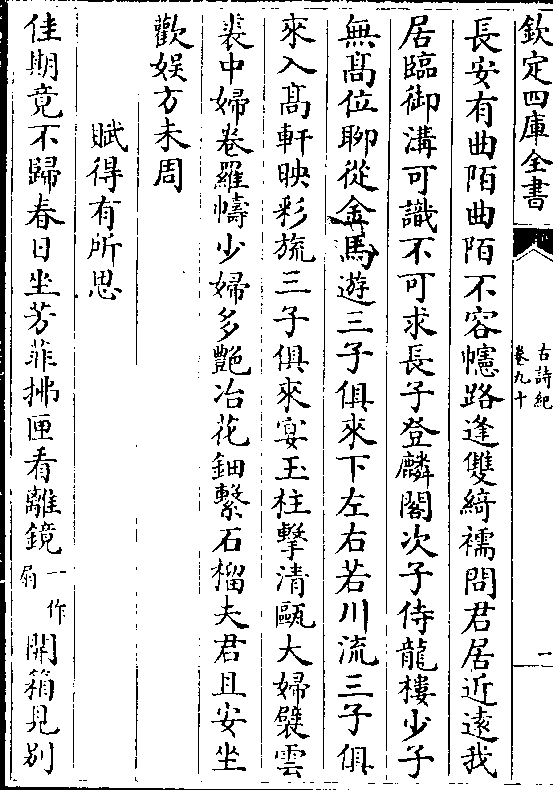 欽定四庫全書
古詩紀
卷九十
一
長安有曲陌曲陌不容幰路逢雙綺襦問君居近遠我
居臨御溝可識不可求長子登麟閣次子侍龍樓少子
無髙位聊從金馬遊三子俱來下左右若川流三子俱
來入髙軒映彩旒三子俱來宴玉柱擊清甌大婦襞雲
裘中婦卷羅幬少婦多艷冶花鈿繫石榴夫君且安坐
歡娯方未周
賦得有所思
佳期竟不歸春日坐芳菲拂匣看離鏡一作扇開箱見别